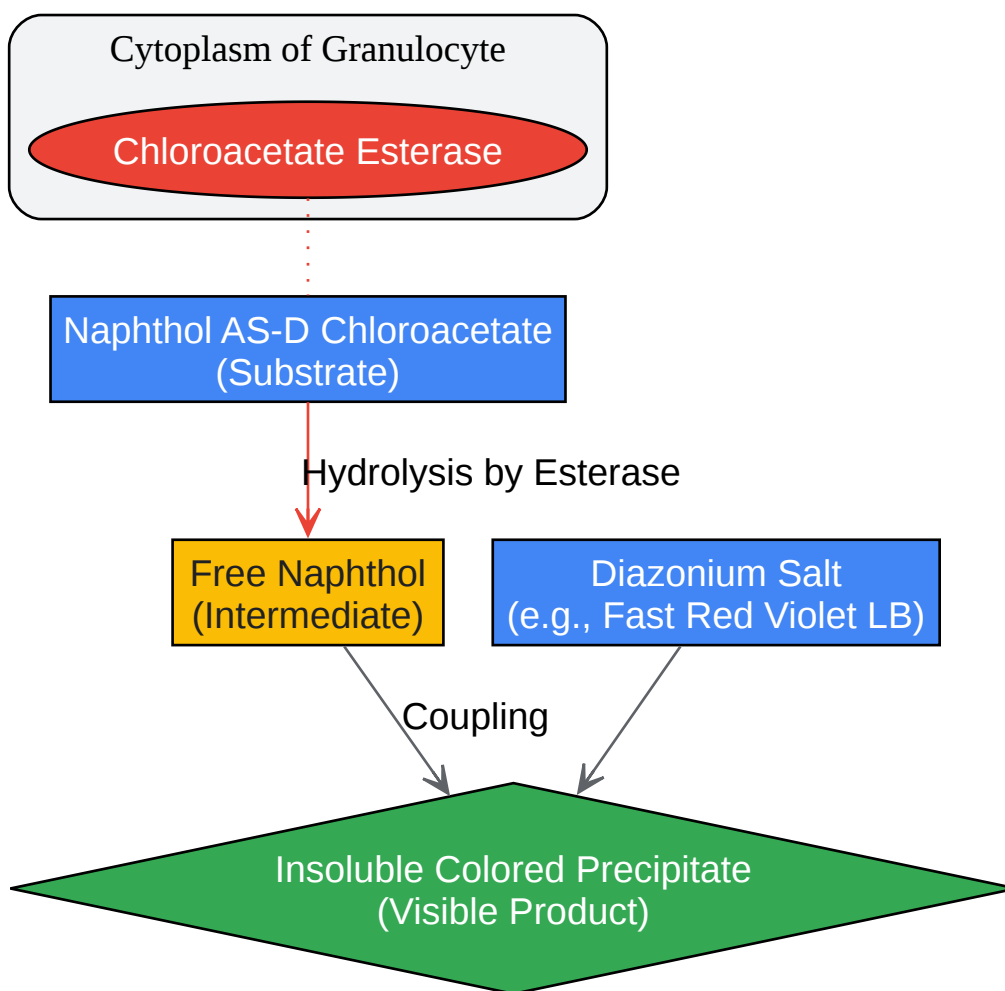 Cytoplasm of Granulocyte
Chloroacetate Esterase
Naphthol AS-D Chloroacetate
(Substrate)
Hydrolysis by Esterase
Free Naphthol
(Intermediate)
Diazonium Salt
(e.g., Fast Red Violet LB)
Coupling
Insoluble Colored Precipitate
(Visible Product)